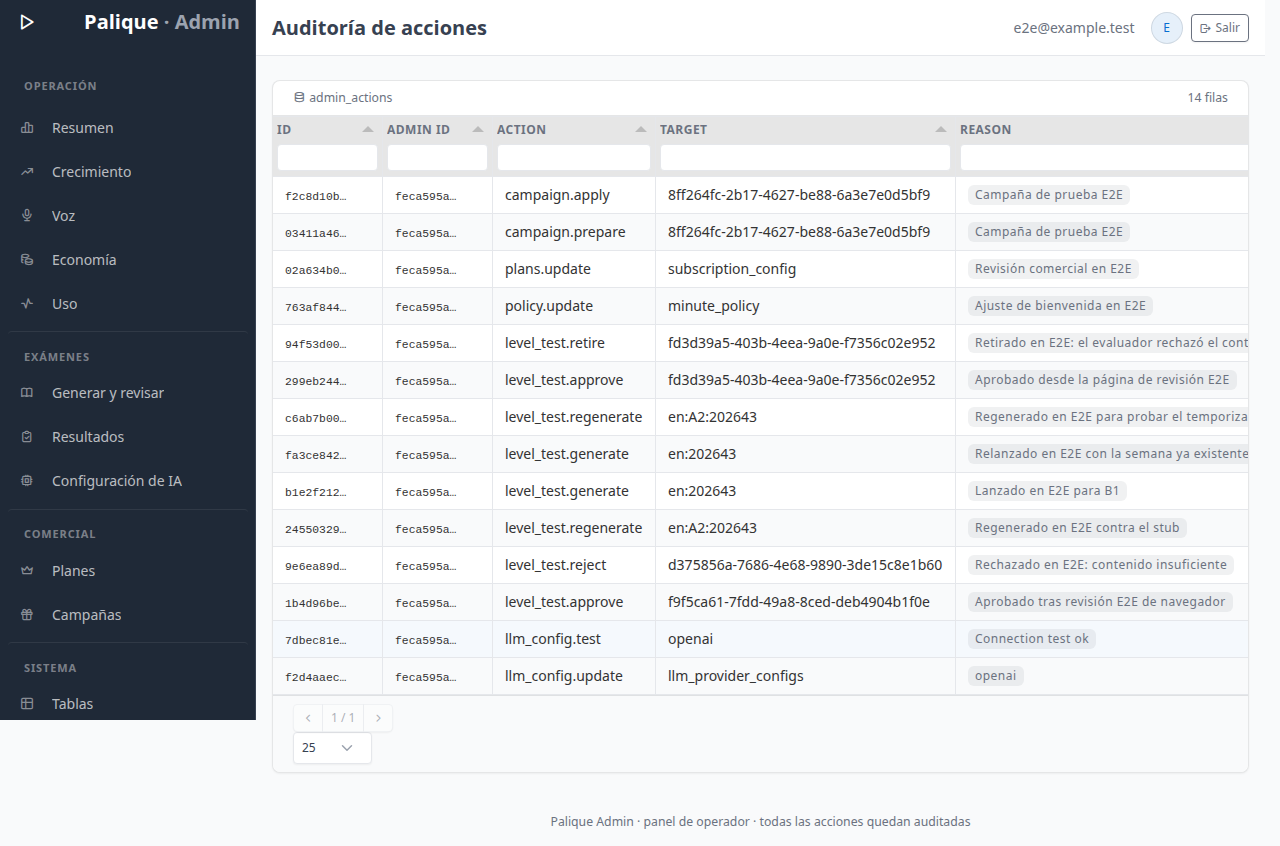 Palique · Admin
Auditoría de acciones
e2e@example.test
E
Salir
OPERACIÓN
Resumen
Crecimiento
Voz
Economía
Uso
EXÁMENES
Generar y revisar
Resultados
Configuración de IA
COMERCIAL
Planes
Campañas
SISTEMA
Tablas
admin_actions
14 filas
ID ADMIN ID ACTION TARGET REASON
f2c8d10b… feca595a… campaign.apply 8ff264fc-2b17-4627-be88-6a3e7e0d5bf9 Campaña de prueba E2E
03411a46… feca595a… campaign.prepare 8ff264fc-2b17-4627-be88-6a3e7e0d5bf9 Campaña de prueba E2E
02a634b0… feca595a… plans.update subscription_config Revisión comercial en E2E
763af844… feca595a… policy.update minute_policy Ajuste de bienvenida en E2E
94f53d00… feca595a… level_test.retire fd3d39a5-403b-4eea-9a0e-f7356c02e952 Retirado en E2E: el evaluador rechazó el cont
299eb244… feca595a… level_test.approve fd3d39a5-403b-4eea-9a0e-f7356c02e952 Aprobado desde la página de revisión E2E
c6ab7b00… feca595a… level_test.regenerate en:A2:202643 Regenerado en E2E para probar el temporiza
fa3ce842… feca595a… level_test.generate en:202643 Relanzado en E2E con la semana ya existente
b1e2f212… feca595a… level_test.generate en:202643 Lanzado en E2E para B1
24550329… feca595a… level_test.regenerate en:A2:202643 Regenerado en E2E contra el stub
9e6ea89d… feca595a… level_test.reject d375856a-7686-4e68-9890-3de15c8e1b60 Rechazado en E2E: contenido insuficiente
1b4d96be… feca595a… level_test.approve f9f5ca61-7fdd-49a8-8ced-deb4904b1f0e Aprobado tras revisión E2E de navegador
7dbec81e… feca595a… llm_config.test openai Connection test ok
f2d4aaec… feca595a… llm_config.update llm_provider_configs openai
1 / 1
25
Palique Admin · panel de operador · todas las acciones quedan auditadas